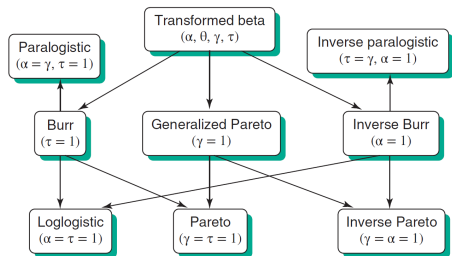 Transformed beta
(α, θ, γ, τ)
Paralogistic
(α = γ, τ = 1)
Inverse paralogistic
(τ = γ, α = 1)
Burr
(τ = 1)
Generalized Pareto
(γ = 1)
Inverse Burr
(α = 1)
Loglogistic
(α = τ = 1)
Pareto
(γ = τ = 1)
Inverse Pareto
(γ = α = 1)